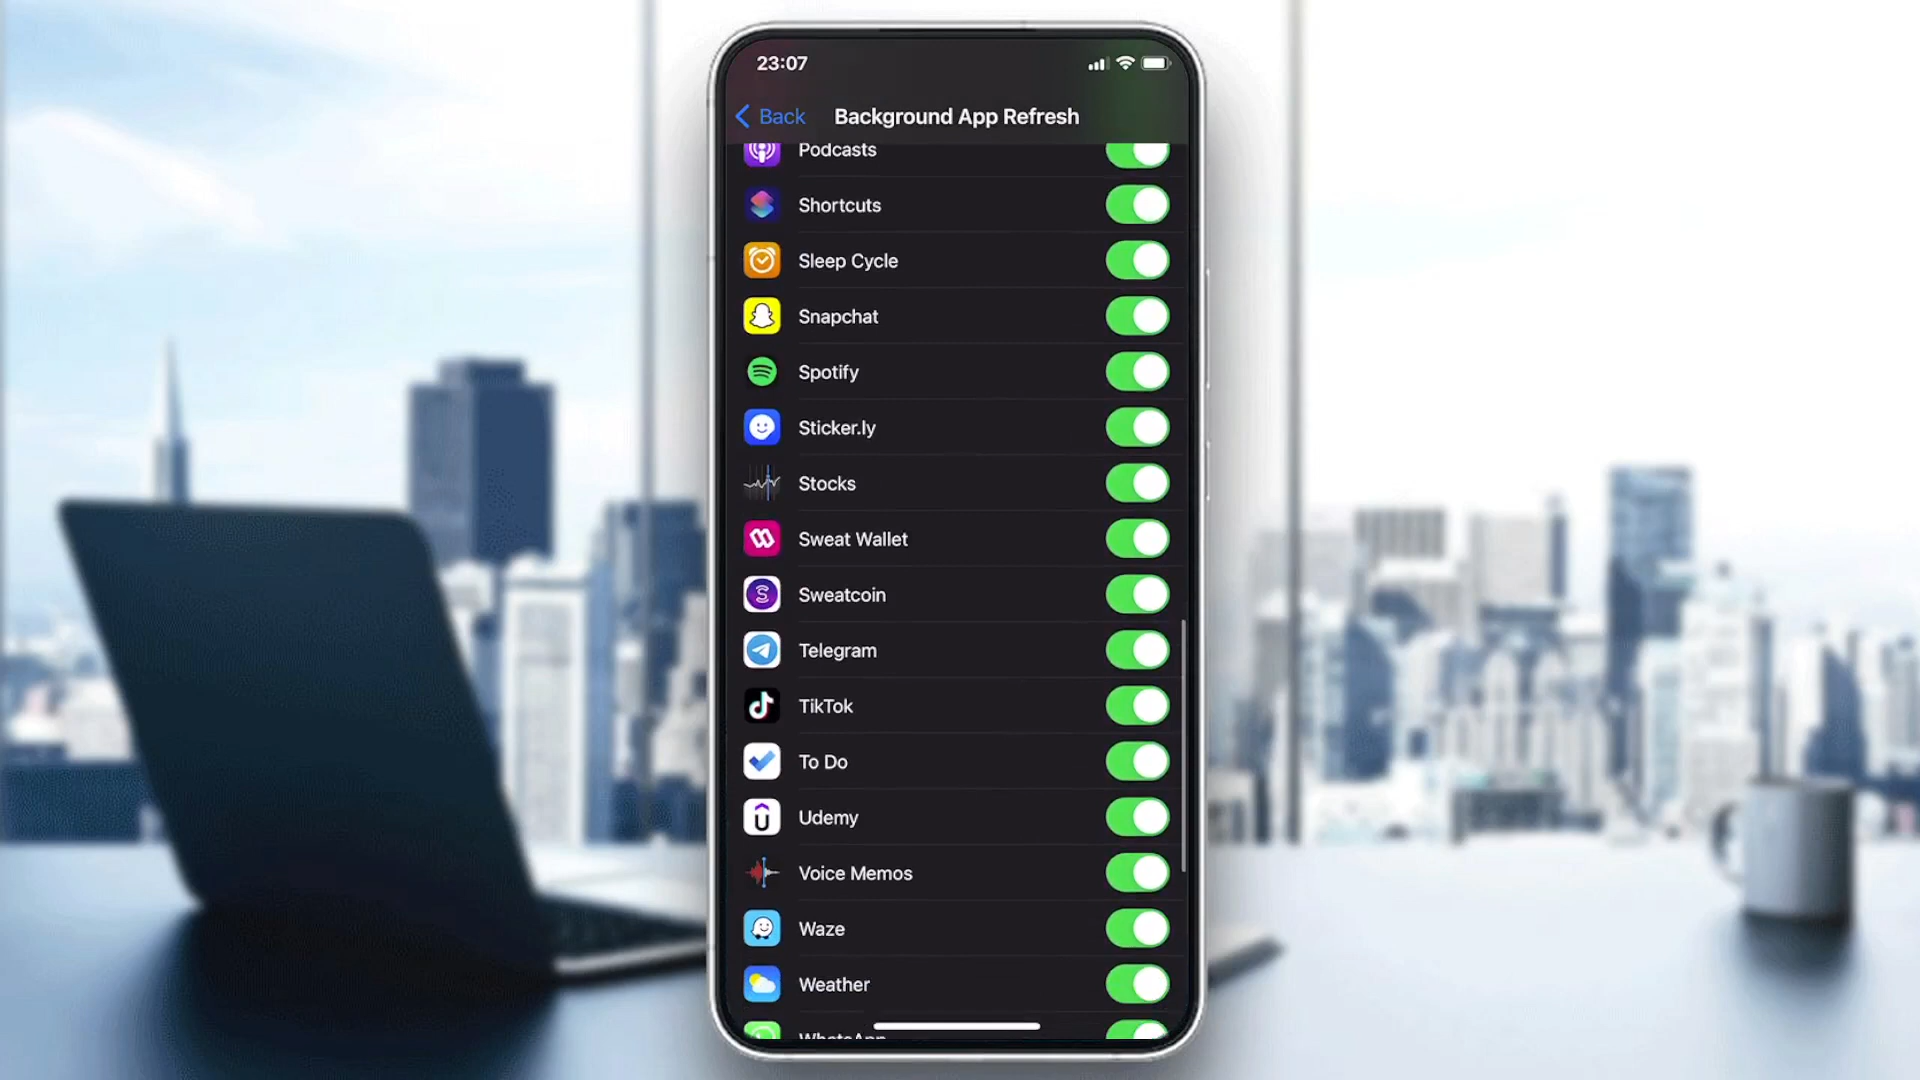 23:07
Back
Background App Refresh
Podcasts
Shortcuts
Sleep Cycle
Snapchat
Spotify
Sticker.ly
Stocks
Sweat Wallet
Sweatcoin
Telegram
TikTok
To Do
Udemy
Voice Memos
Waze
Weather
WhatsApp